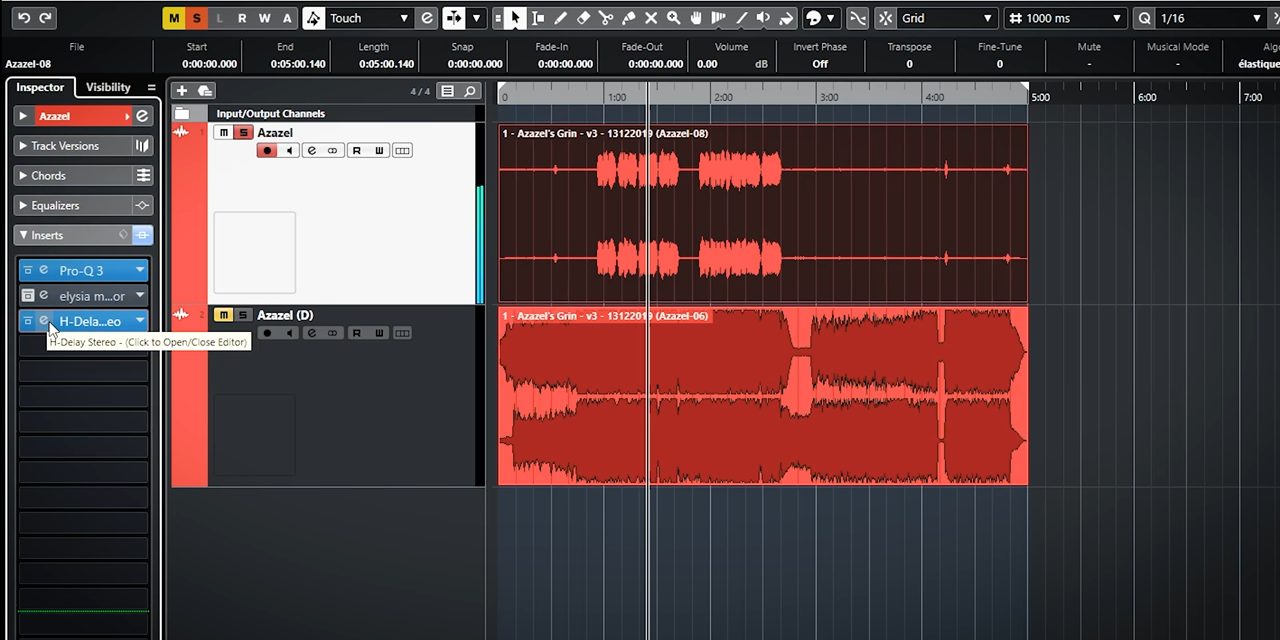 M S L R W A Touch Grid 1000 ms Q 1/16
File Start End Length Snap Fade-In Fade-Out Volume Invert Phase Transpose Fine-Tune Mute Musical Mode
Azazel-08 0:00:00.000 0:05:00.140 0:05:00.140 0:00:00.000 0:00:00.000 0:00:00.000 0.00 dB Off 0 0 - - élastique
Inspector Visibility
4 / 4
0 1:00 2:00 3:00 4:00 5:00 6:00 7:00
Input/Output Channels
Azazel
1 m S Azazel
R W
1 - Azazel's Grin - v3 - 13122019 (Azazel-08)
Track Versions
Chords
Equalizers
Inserts
Pro-Q 3
elysia m...or
H-Dela...eo
H-Delay Stereo - (Click to Open/Close Editor)
2 m S Azazel (D)
R W
1 - Azazel's Grin - v3 - 13122019 (Azazel-06)